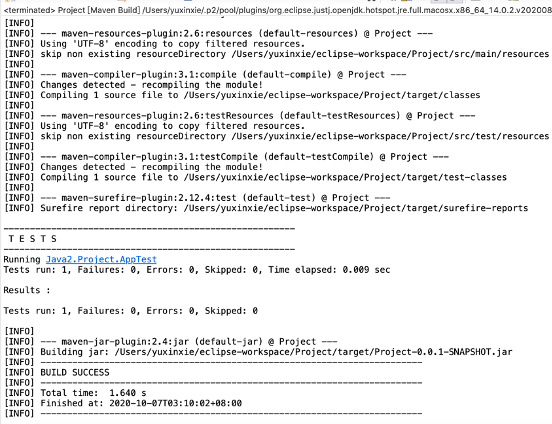 <terminated> Project [Maven Build] /Users/yuxinxie/.p2/pool/plugins/org.eclipse.justj.openjdk.hotspot.jre.full.macosx.x86_64_14.0.2.v202008
[INFO]
[INFO] --- maven-resources-plugin:2.6:resources (default-resources) @ Project ---
[INFO] Using 'UTF-8' encoding to copy filtered resources.
[INFO] skip non existing resourceDirectory /Users/yuxinxie/eclipse-workspace/Project/src/main/resources
[INFO]
[INFO] --- maven-compiler-plugin:3.1:compile (default-compile) @ Project ---
[INFO] Changes detected - recompiling the module!
[INFO] Compiling 1 source file to /Users/yuxinxie/eclipse-workspace/Project/target/classes
[INFO]
[INFO] --- maven-resources-plugin:2.6:testResources (default-testResources) @ Project ---
[INFO] Using 'UTF-8' encoding to copy filtered resources.
[INFO] skip non existing resourceDirectory /Users/yuxinxie/eclipse-workspace/Project/src/test/resources
[INFO]
[INFO] --- maven-compiler-plugin:3.1:testCompile (default-testCompile) @ Project ---
[INFO] Changes detected - recompiling the module!
[INFO] Compiling 1 source file to /Users/yuxinxie/eclipse-workspace/Project/target/test-classes
[INFO]
[INFO] --- maven-surefire-plugin:2.12.4:test (default-test) @ Project ---
[INFO] Surefire report directory: /Users/yuxinxie/eclipse-workspace/Project/target/surefire-reports
-------------------------------------------------------
T E S T S
-------------------------------------------------------
Running Java2.Project.AppTest
Tests run: 1, Failures: 0, Errors: 0, Skipped: 0, Time elapsed: 0.009 sec
Results :
Tests run: 1, Failures: 0, Errors: 0, Skipped: 0
[INFO]
[INFO] --- maven-jar-plugin:2.4:jar (default-jar) @ Project ---
[INFO] Building jar: /Users/yuxinxie/eclipse-workspace/Project/target/Project-0.0.1-SNAPSHOT.jar
[INFO] ------------------------------------------------------------------------
[INFO] BUILD SUCCESS
[INFO] ------------------------------------------------------------------------
[INFO] Total time:  1.640 s
[INFO] Finished at: 2020-10-07T03:10:02+08:00
[INFO] ------------------------------------------------------------------------